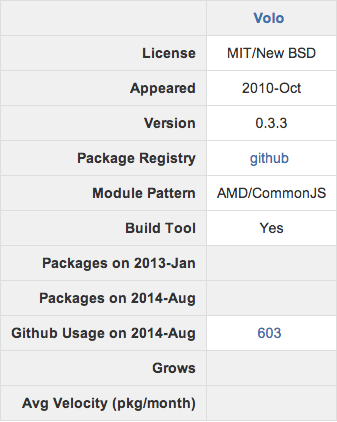 Volo
License MIT/New BSD
Appeared 2010-Oct
Version 0.3.3
Package Registry github
Module Pattern AMD/CommonJS
Build Tool Yes
Packages on 2013-Jan
Packages on 2014-Aug
Github Usage on 2014-Aug 603
Grows
Avg Velocity (pkg/month)